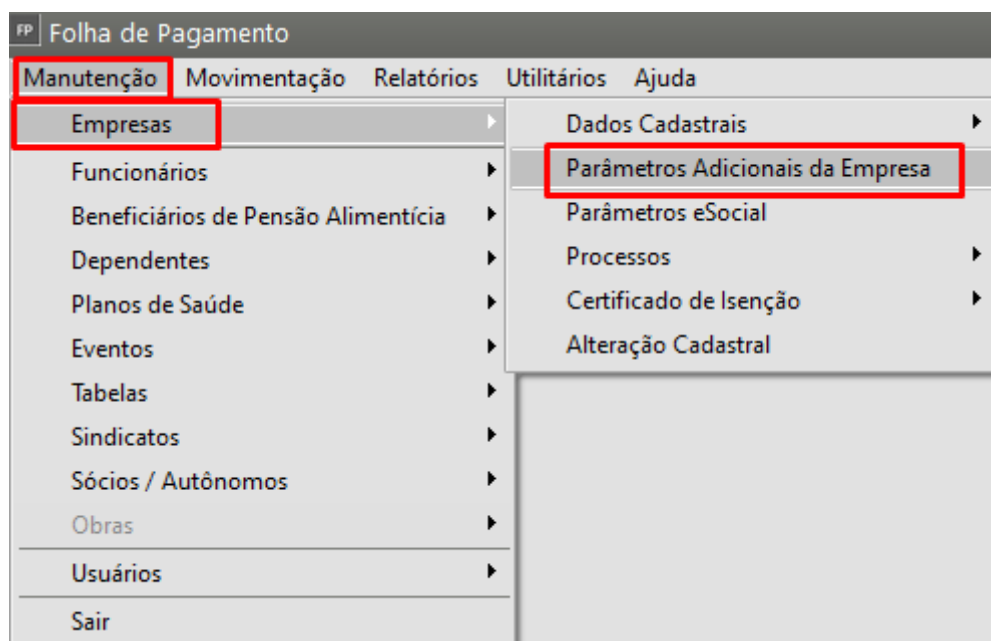 FP Folha de Pagamento
Manutenção Movimentação Relatórios Utilitários Ajuda
Empresas
Funcionários
Beneficiários de Pensão Alimentícia
Dependentes
Planos de Saúde
Eventos
Tabelas
Sindicatos
Sócios / Autônomos
Obras
Usuários
Sair
Dados Cadastrais
Parâmetros Adicionais da Empresa
Parâmetros eSocial
Processos
Certificado de Isenção
Alteração Cadastral